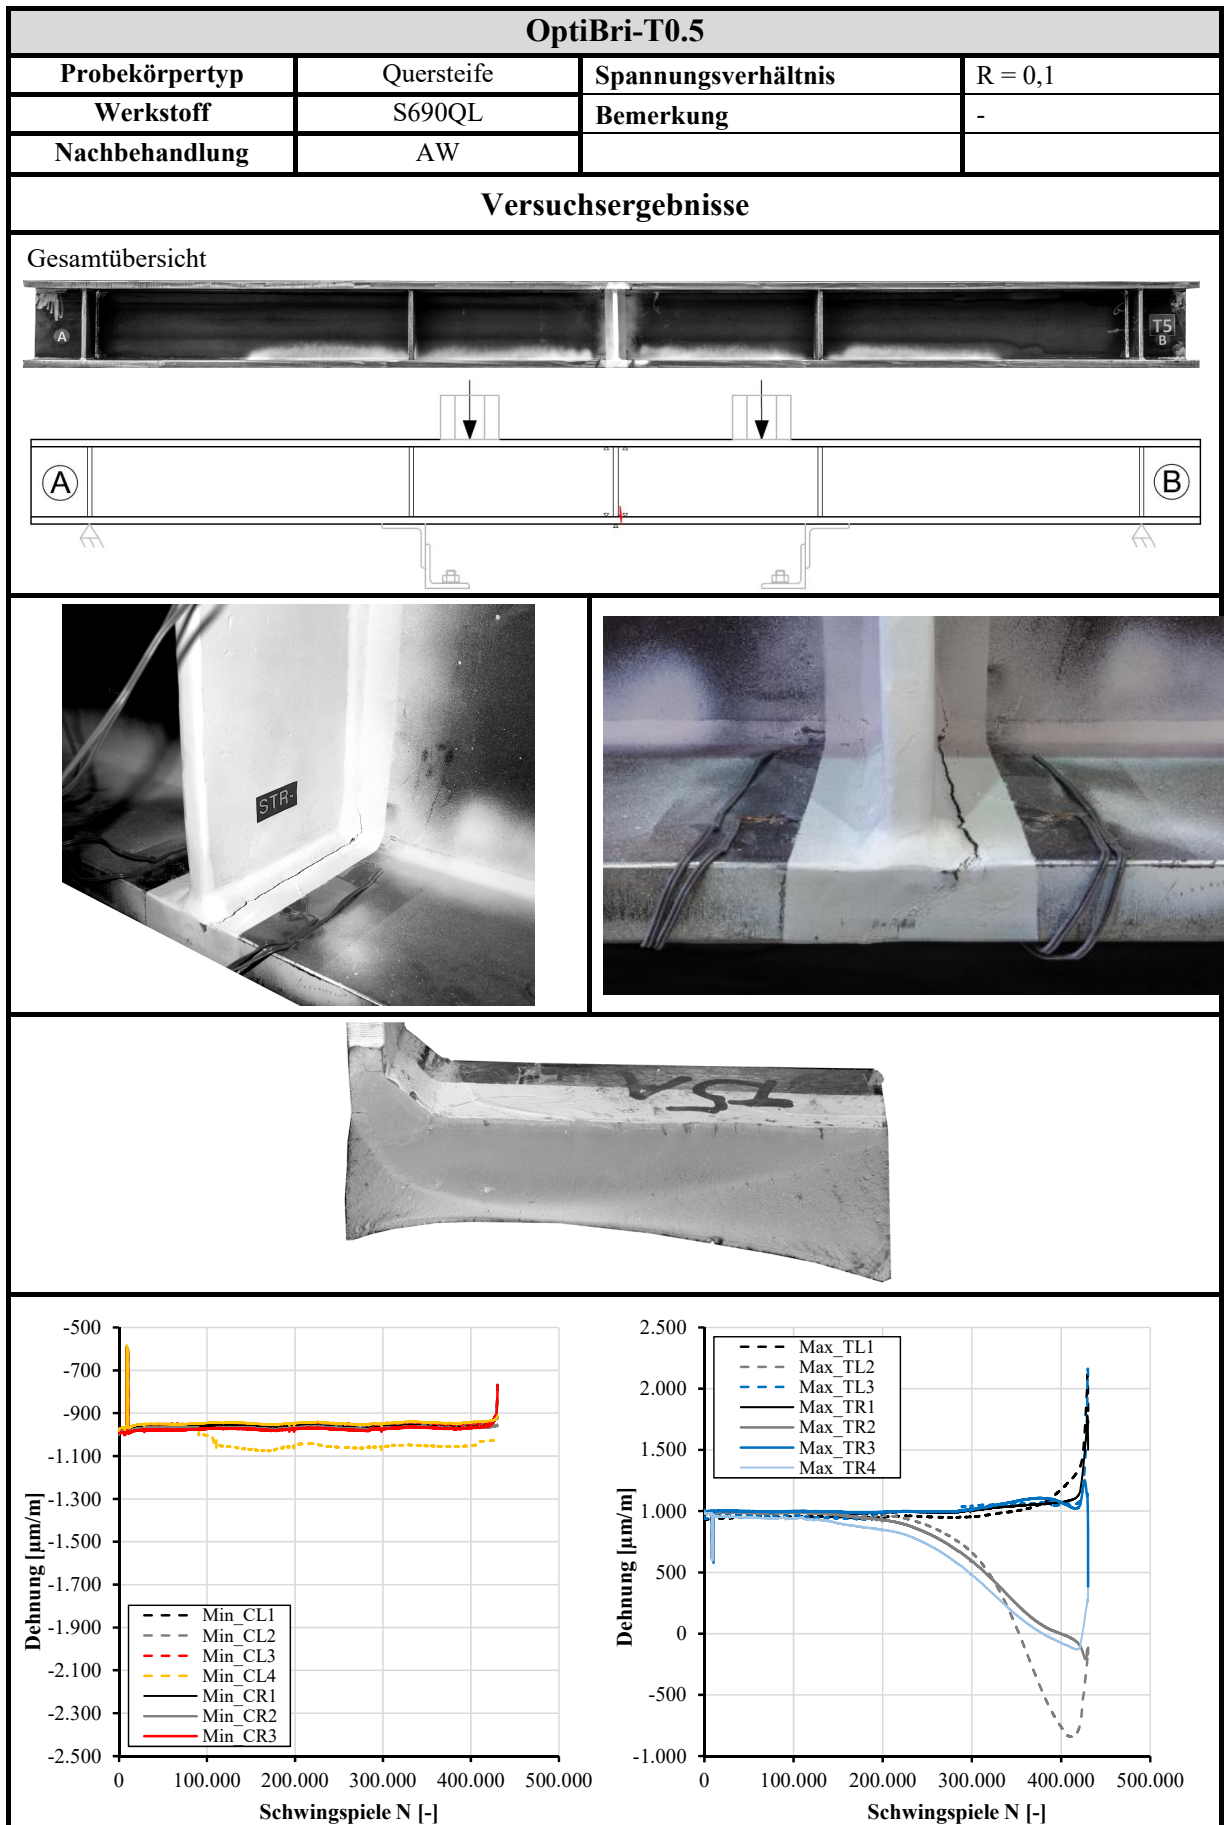 OptiBri-T0.5
Probekörpertyp Quersteife Spannungsverhältnis R = 0,1
Werkstoff S690QL Bemerkung -
Nachbehandlung AW
Versuchsergebnisse
Gesamtübersicht
A
T5
B
A
B
STR-
T5A
-500
-700
-900
-1.100
-1.300
-1.500
-1.700
-1.900
-2.100
-2.300
-2.500
Dehnung [µm/m]
Min_CL1
Min_CL2
Min_CL3
Min_CL4
Min_CR1
Min_CR2
Min_CR3
0 100.000 200.000 300.000 400.000 500.000
Schwingspiele N [-]
2.500
2.000
1.500
1.000
500
0
-500
-1.000
Dehnung [µm/m]
Max_TL1
Max_TL2
Max_TL3
Max_TR1
Max_TR2
Max_TR3
Max_TR4
0 100.000 200.000 300.000 400.000 500.000
Schwingspiele N [-]